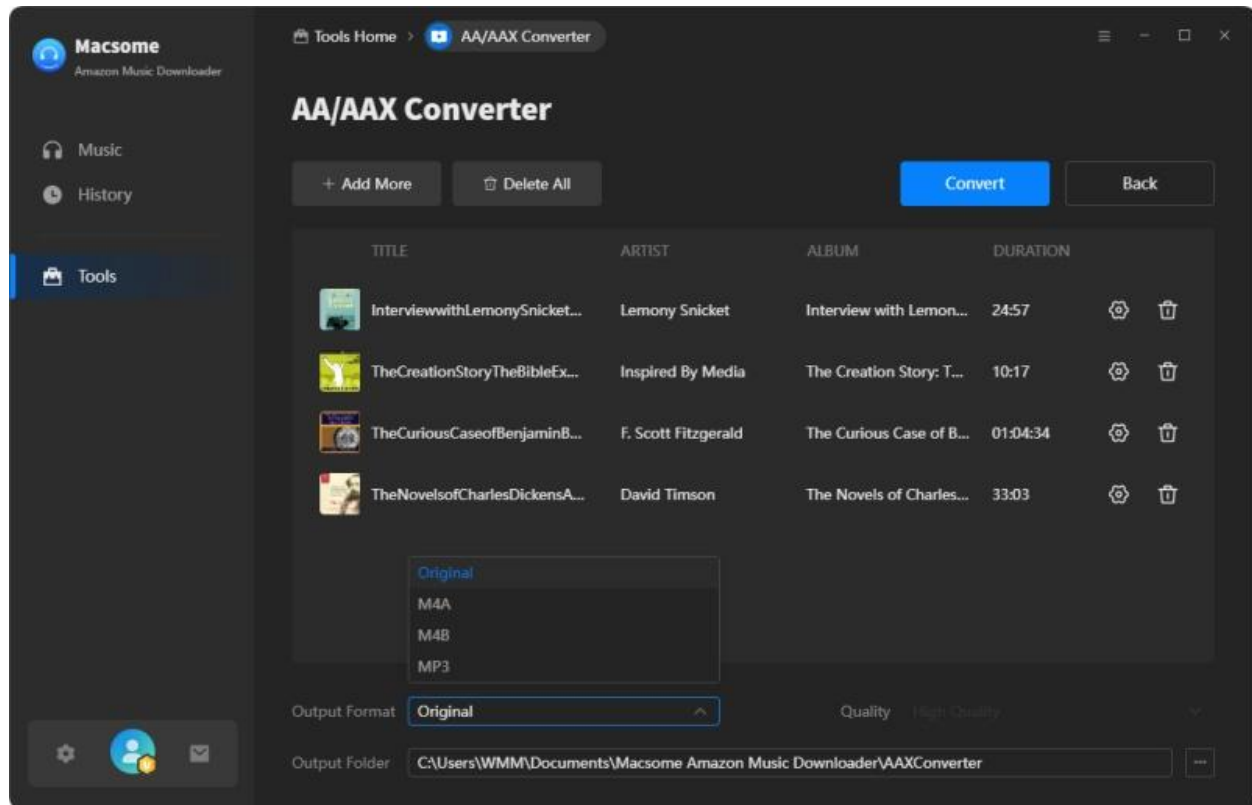 Macsome
Amazon Music Downloader
Tools Home > AA/AAX Converter
AA/AAX Converter
Music
History
Tools
+ Add More
Delete All
Convert
Back
TITLE ARTIST ALBUM DURATION
InterviewwithLemonySnicket... Lemony Snicket Interview with Lemon... 24:57
TheCreationStoryTheBibleEx... Inspired By Media The Creation Story: T... 10:17
TheCuriousCaseofBenjaminB... F. Scott Fitzgerald The Curious Case of B... 01:04:34
TheNovelsofCharlesDickensA... David Timson The Novels of Charles... 33:03
Original
M4A
M4B
MP3
Output Format Original Quality High Quality
Output Folder C:\Users\WMM\Documents\Macsome Amazon Music Downloader\AAXConverter ...